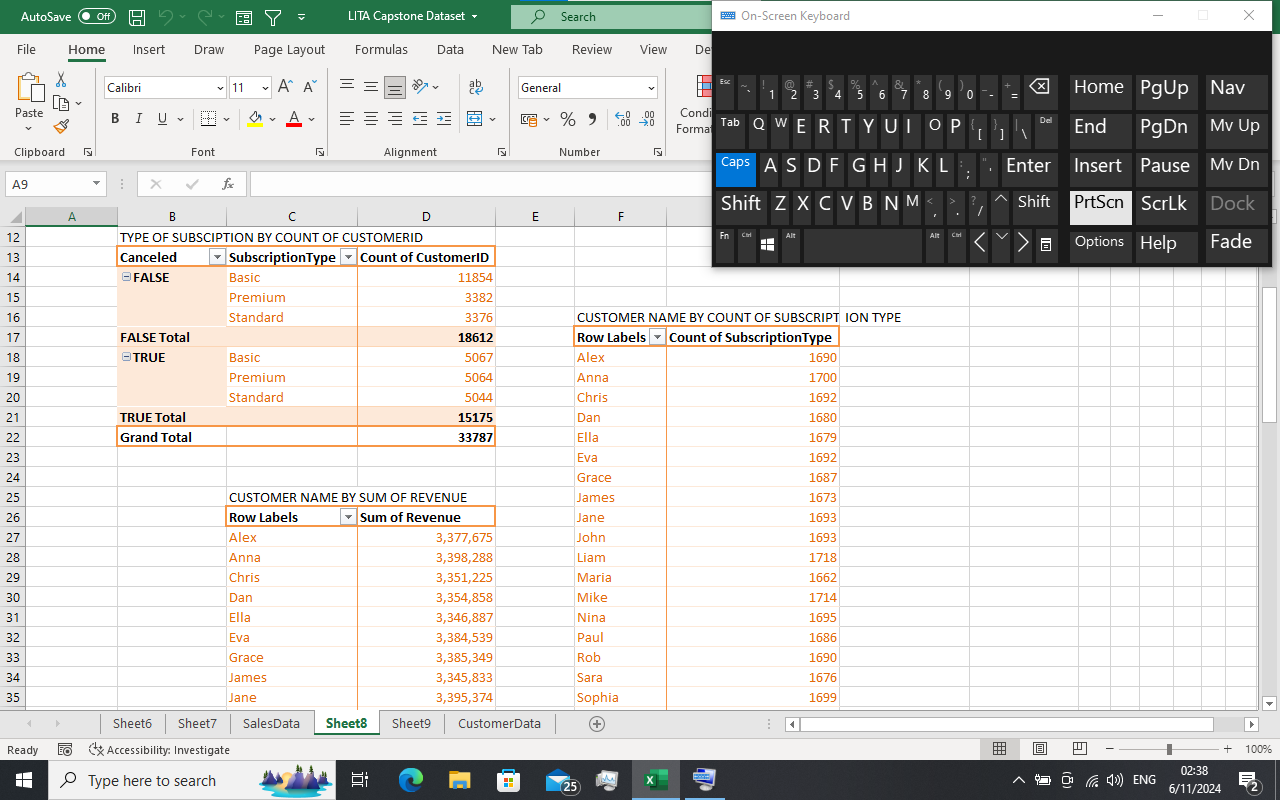 AutoSave Off LITA Capstone Dataset Search
On-Screen Keyboard
File Home Insert Draw Page Layout Formulas Data New Tab Review View De
Calibri 11 General
Paste B I U Condi
Format
Clipboard Font Alignment Number
Esc ~ ` ! 1 @ 2 # 3 $ 4 % 5 ^ 6 & 7 * 8 ( 9 ) 0 _ - + = Home PgUp Nav
Tab Q W E R T Y U I O P { [ } ] | \ Del End PgDn Mv Up
Caps A S D F G H J K L : ; " ' Enter Insert Pause Mv Dn
Shift Z X C V B N M < , > . ? / ^ Shift PrtScn ScrLk Dock
Fn Ctrl Alt Alt Ctrl Options Help Fade
A9 fx
A B C D E F
12 TYPE OF SUBSCIPTION BY COUNT OF CUSTOMERID
13 Canceled SubscriptionType Count of CustomerID
14 FALSE Basic 11854
15 Premium 3382
16 Standard 3376 CUSTOMER NAME BY COUNT OF SUBSCRIPT ION TYPE
17 FALSE Total 18612 Row Labels Count of SubscriptionType
18 TRUE Basic 5067 Alex 1690
19 Premium 5064 Anna 1700
20 Standard 5044 Chris 1692
21 TRUE Total 15175 Dan 1680
22 Grand Total 33787 Ella 1679
23 Eva 1692
24 Grace 1687
25 CUSTOMER NAME BY SUM OF REVENUE James 1673
26 Row Labels Sum of Revenue Jane 1693
27 Alex 3,377,675 John 1693
28 Anna 3,398,288 Liam 1718
29 Chris 3,351,225 Maria 1662
30 Dan 3,354,858 Mike 1714
31 Ella 3,346,887 Nina 1695
32 Eva 3,384,539 Paul 1686
33 Grace 3,385,349 Rob 1690
34 James 3,345,833 Sara 1676
35 Jane 3,395,374 Sophia 1699
Sheet6 Sheet7 SalesData Sheet8 Sheet9 CustomerData
Ready Accessibility: Investigate 100%
Type here to search 25 ENG 02:38
6/11/2024 2